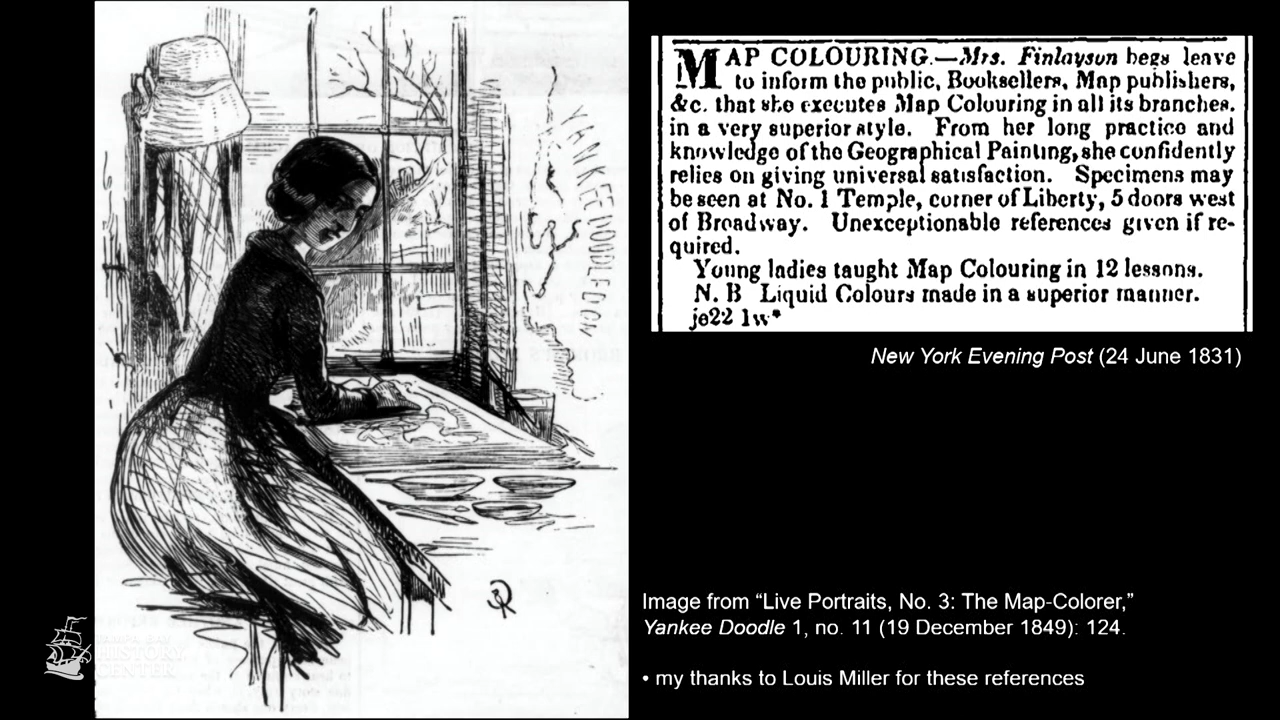 YANKEE DOODLEDOM
MAP COLOURING.—Mrs. Finlayson begs leave
to inform the public, Booksellers, Map publishers,
&c. that she executes Map Colouring in all its branches.
in a very superior style. From her long practice and
knowledge of the Geographical Painting, she confidently
relies on giving universal satisfaction. Specimens may
be seen at No. 1 Temple, corner of Liberty, 5 doors west
of Broadway. Unexceptionable references given if re-
quired.
Young ladies taught Map Colouring in 12 lessons.
N. B Liquid Colours made in a superior manner.
je22 1w*
New York Evening Post (24 June 1831)
Image from “Live Portraits, No. 3: The Map-Colorer,”
Yankee Doodle 1, no. 11 (19 December 1849): 124.
• my thanks to Louis Miller for these references
HISTORY
CENTER